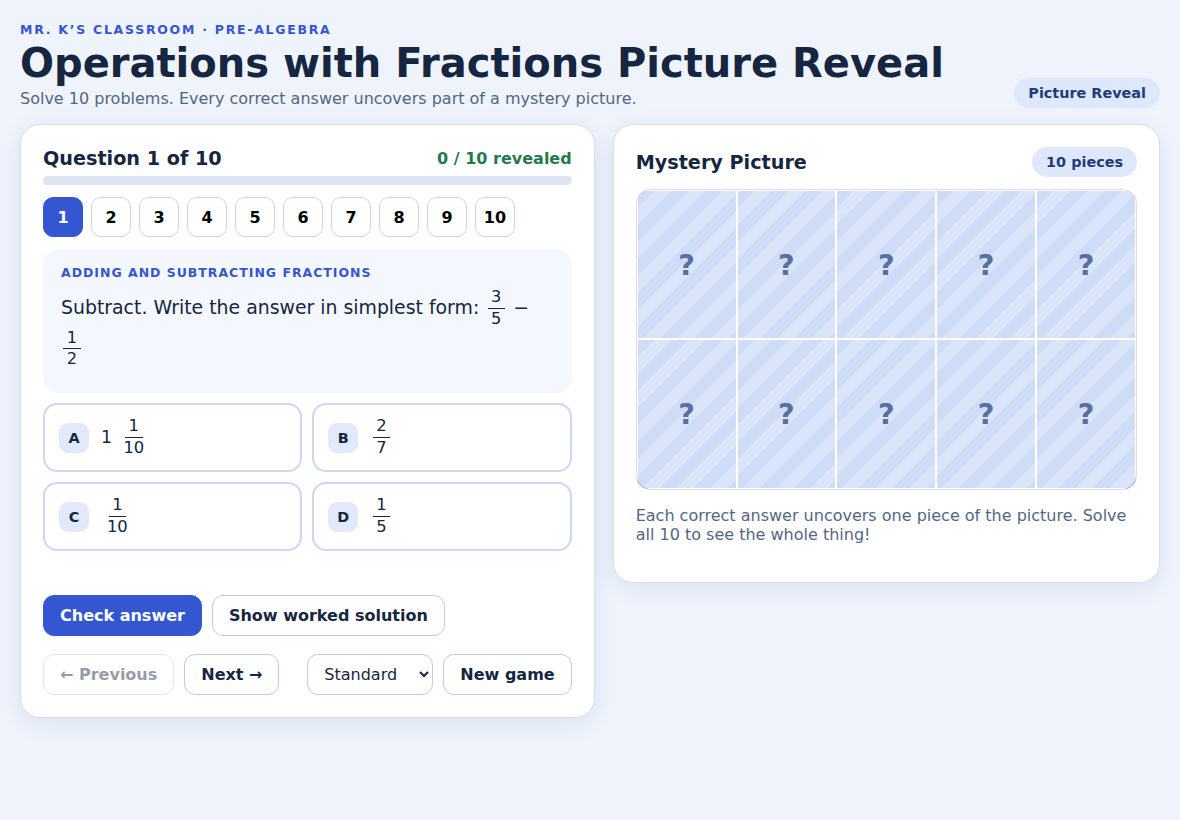 MR. K’S CLASSROOM · PRE-ALGEBRA
Operations with Fractions Picture Reveal
Solve 10 problems. Every correct answer uncovers part of a mystery picture.
Picture Reveal
Question 1 of 10
0 / 10 revealed
1 2 3 4 5 6 7 8 9 10
ADDING AND SUBTRACTING FRACTIONS
Subtract. Write the answer in simplest form: 3/5 −
1/2
A 1 1/10
B 2/7
C 1/10
D 1/5
Check answer
Show worked solution
← Previous
Next →
Standard
New game
Mystery Picture
10 pieces
? ? ? ? ?
? ? ? ? ?
Each correct answer uncovers one piece of the picture. Solve
all 10 to see the whole thing!